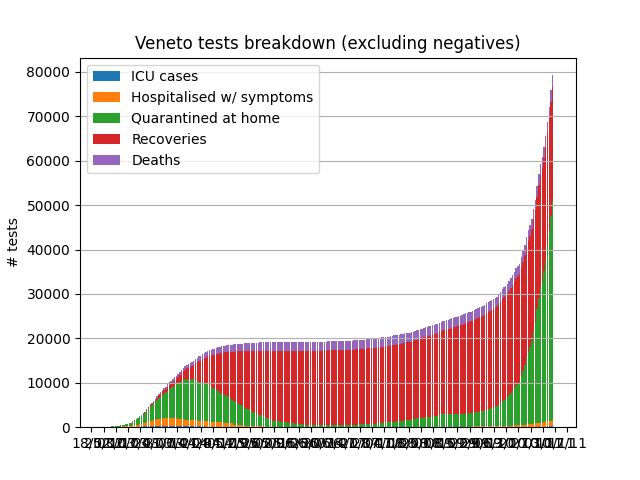 Veneto tests breakdown (excluding negatives)
ICU cases
Hospitalised w/ symptoms
Quarantined at home
Recoveries
Deaths
# tests
80000
70000
60000
50000
40000
30000
20000
10000
0